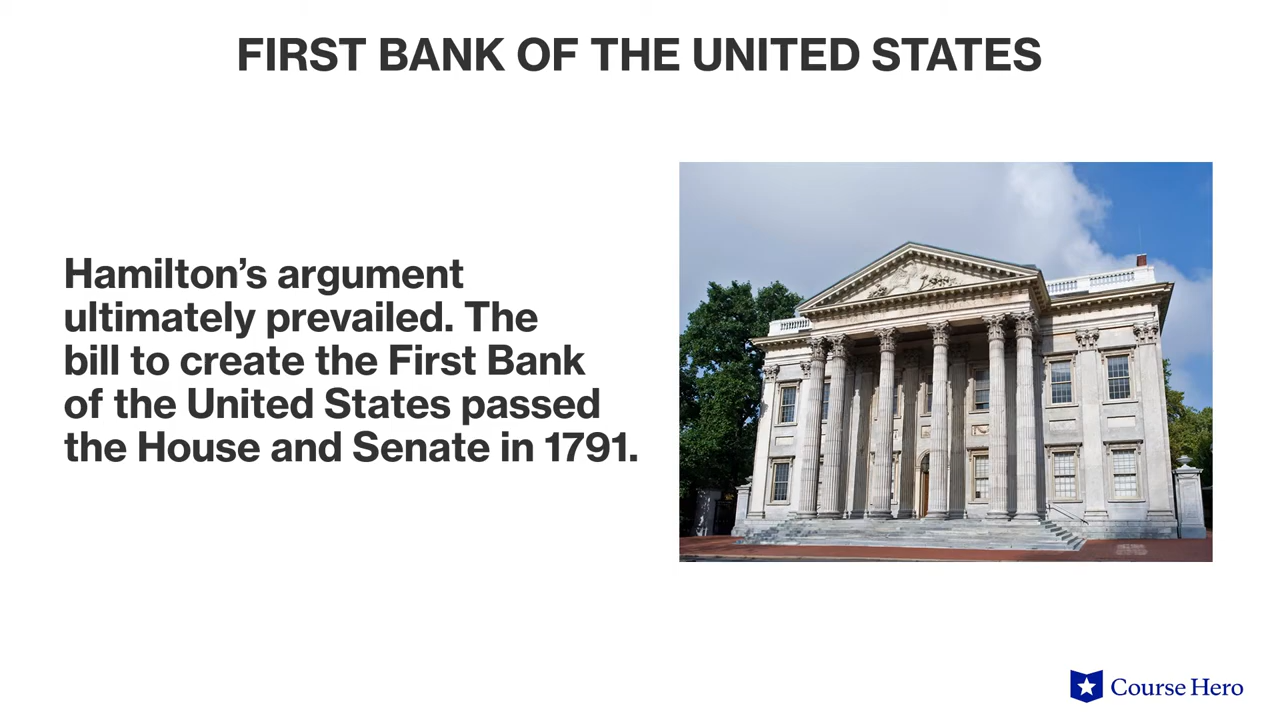 FIRST BANK OF THE UNITED STATES
Hamilton’s argument
ultimately prevailed. The
bill to create the First Bank
of the United States passed
the House and Senate in 1791.
Course Hero